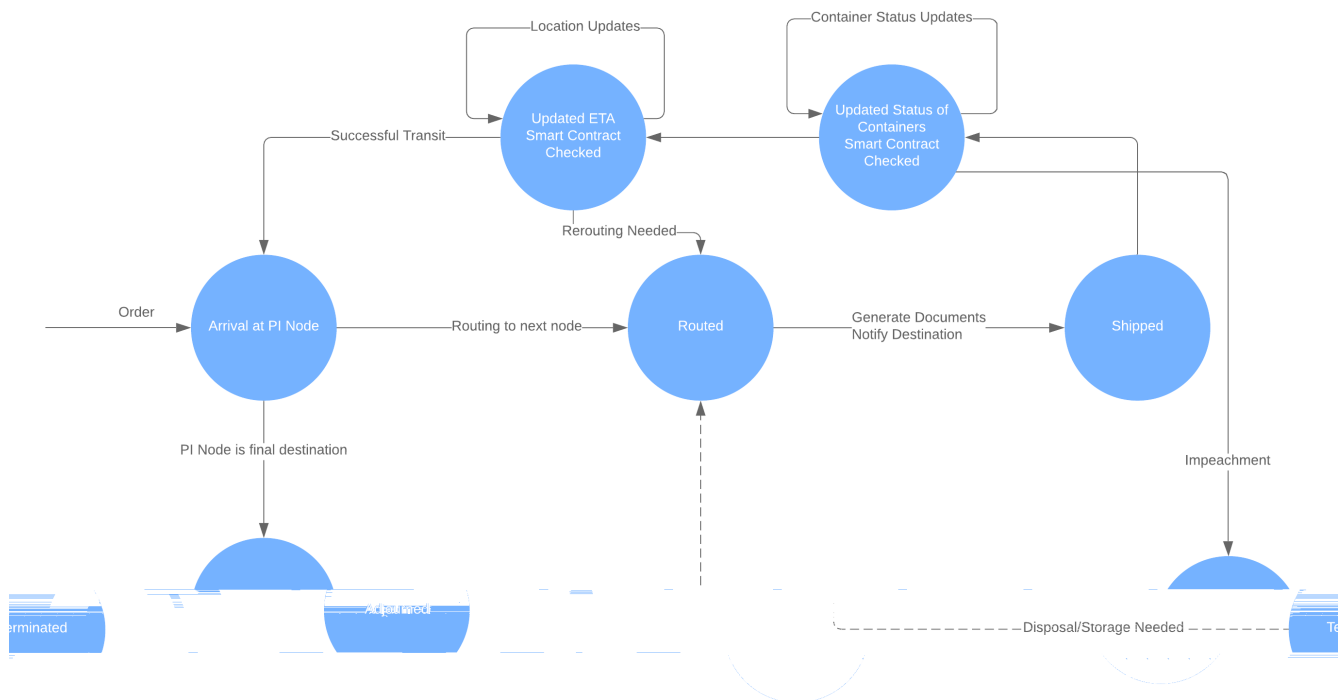 Location Updates
Container Status Updates
Updated ETA
Smart Contract
Checked
Updated Status of
Containers
Smart Contract
Checked
Successful Transit
Rerouting Needed
Order
Arrival at PI Node
Routing to next node
Routed
Generate Documents
Notify Destination
Shipped
PI Node is final destination
Impeachment
erminated
Disposal/Storage Needed
Te